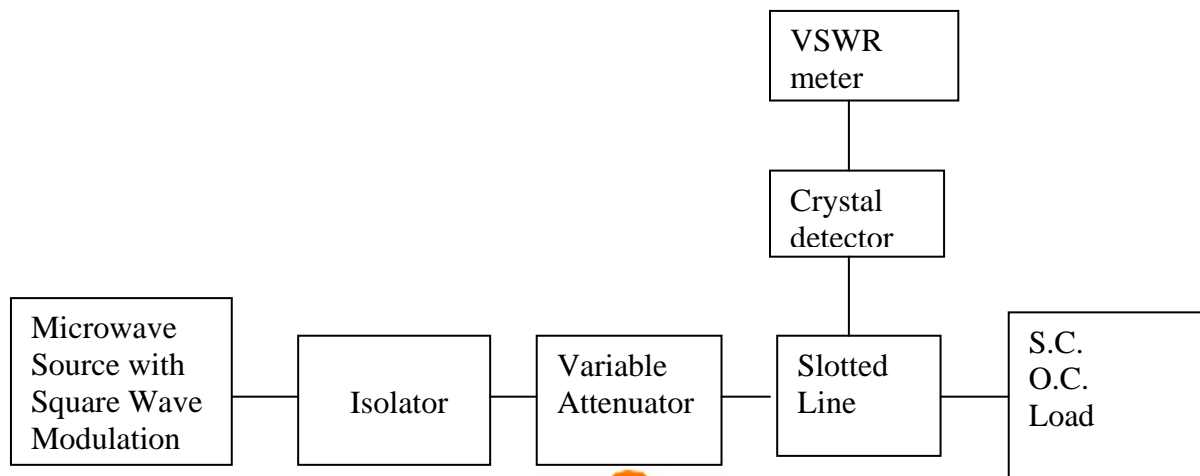 VSWR
meter
Crystal
detector
Microwave
Source with
Square Wave
Modulation
Isolator
Variable
Attenuator
Slotted
Line
S.C.
O.C.
Load